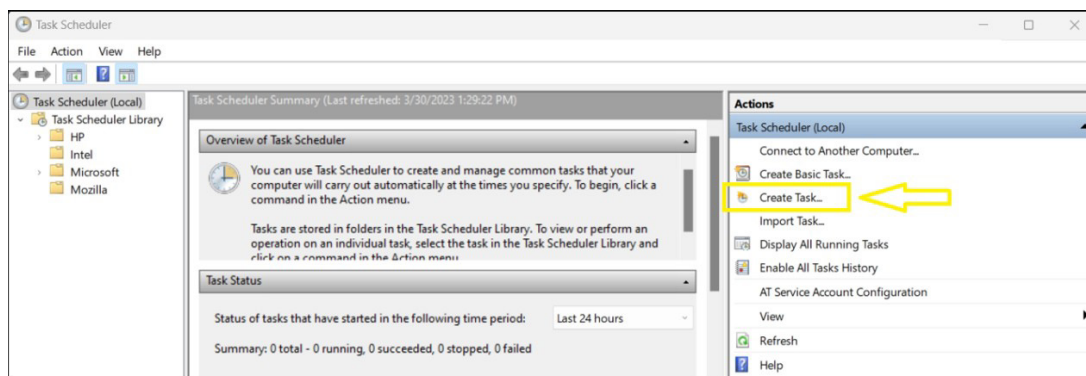 Task Scheduler
File Action View Help
Task Scheduler (Local)
Task Scheduler Library
HP
Intel
Microsoft
Mozilla
Task Scheduler Summary (Last refreshed: 3/30/2023 1:29:22 PM)
Overview of Task Scheduler
You can use Task Scheduler to create and manage common tasks that your
computer will carry out automatically at the times you specify. To begin, click a
command in the Action menu.
Tasks are stored in folders in the Task Scheduler Library. To view or perform an
operation on an individual task, select the task in the Task Scheduler Library and
click on a command in the Action menu
Task Status
Status of tasks that have started in the following time period: Last 24 hours
Summary: 0 total - 0 running, 0 succeeded, 0 stopped, 0 failed
Actions
Task Scheduler (Local)
Connect to Another Computer...
Create Basic Task...
Create Task...
Import Task...
Display All Running Tasks
Enable All Tasks History
AT Service Account Configuration
View
Refresh
Help